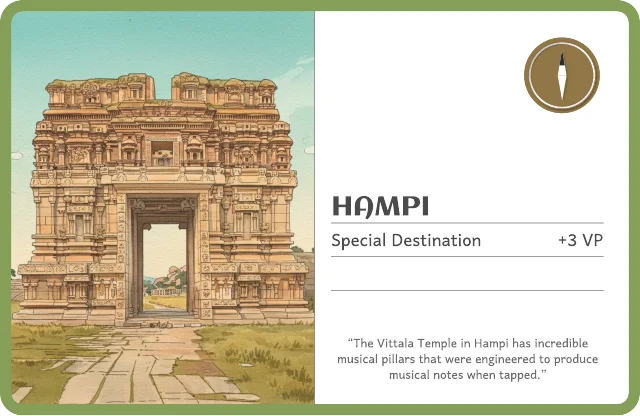 HAMPI
Special Destination +3 VP
“The Vittala Temple in Hampi has incredible
musical pillars that were engineered to produce
musical notes when tapped.”